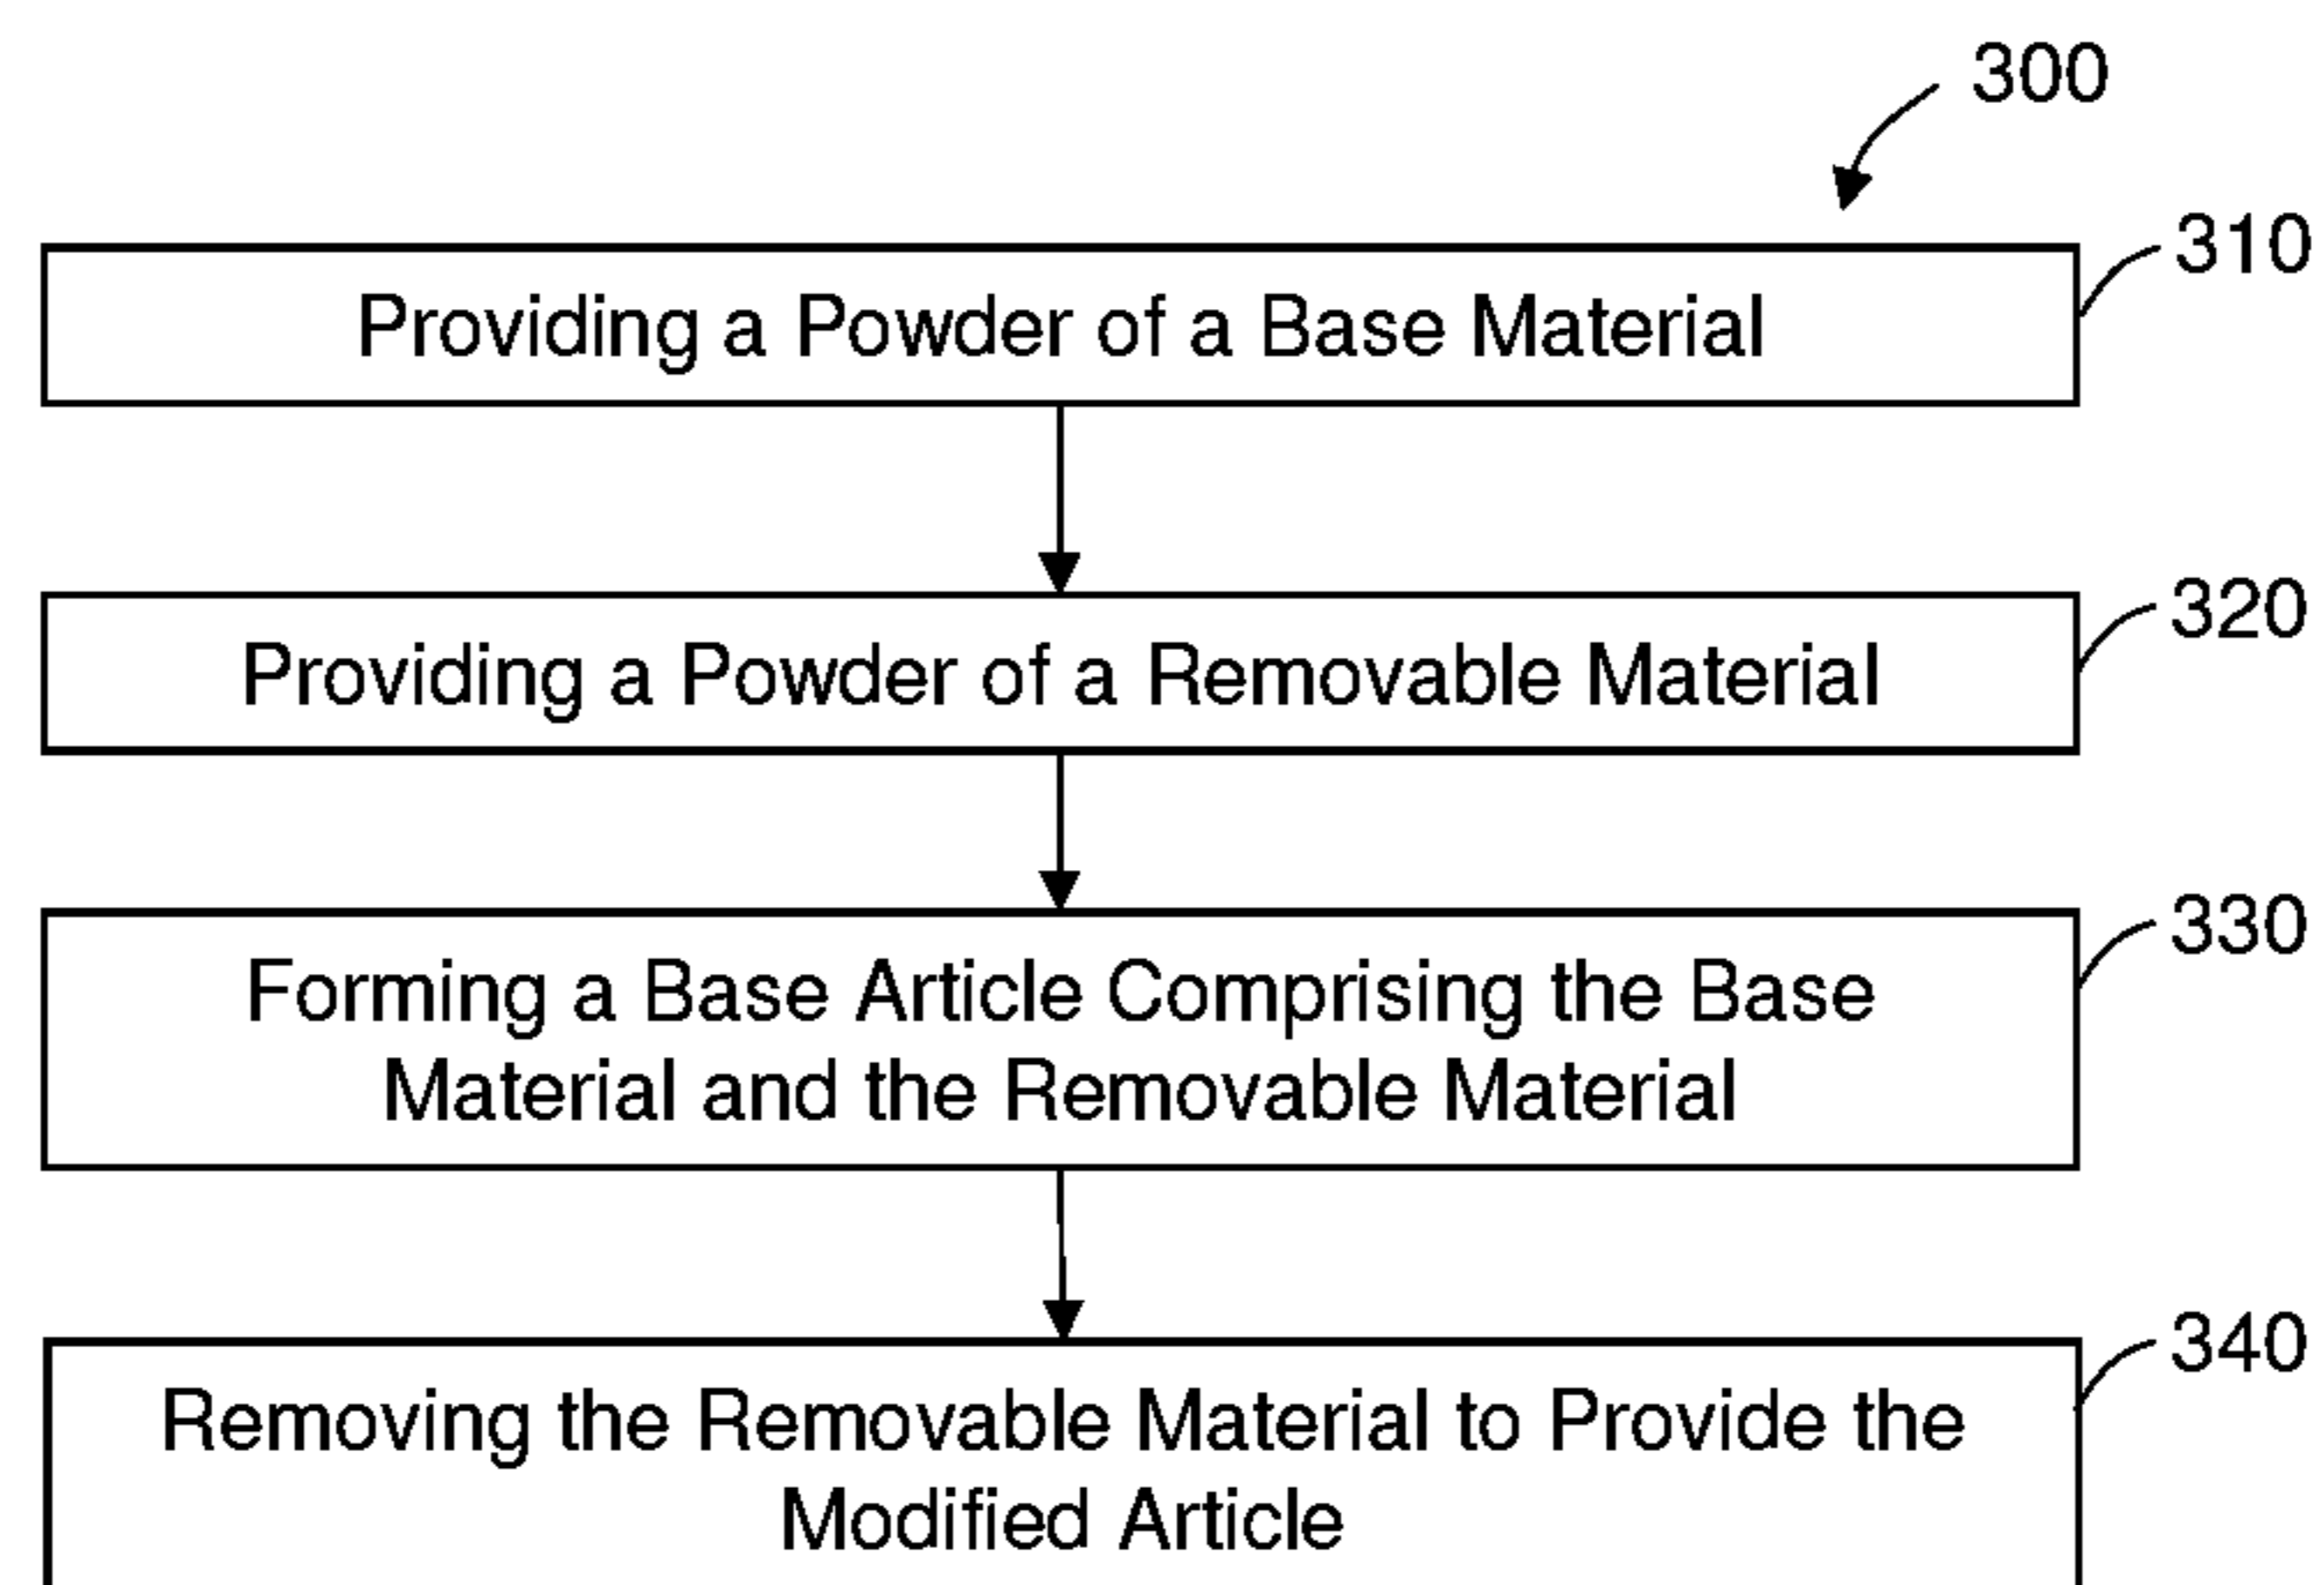 300
310
Providing a Powder of a Base Material
320
Providing a Powder of a Removable Material
330
Forming a Base Article Comprising the Base
Material and the Removable Material
340
Removing the Removable Material to Provide the
Modified Article